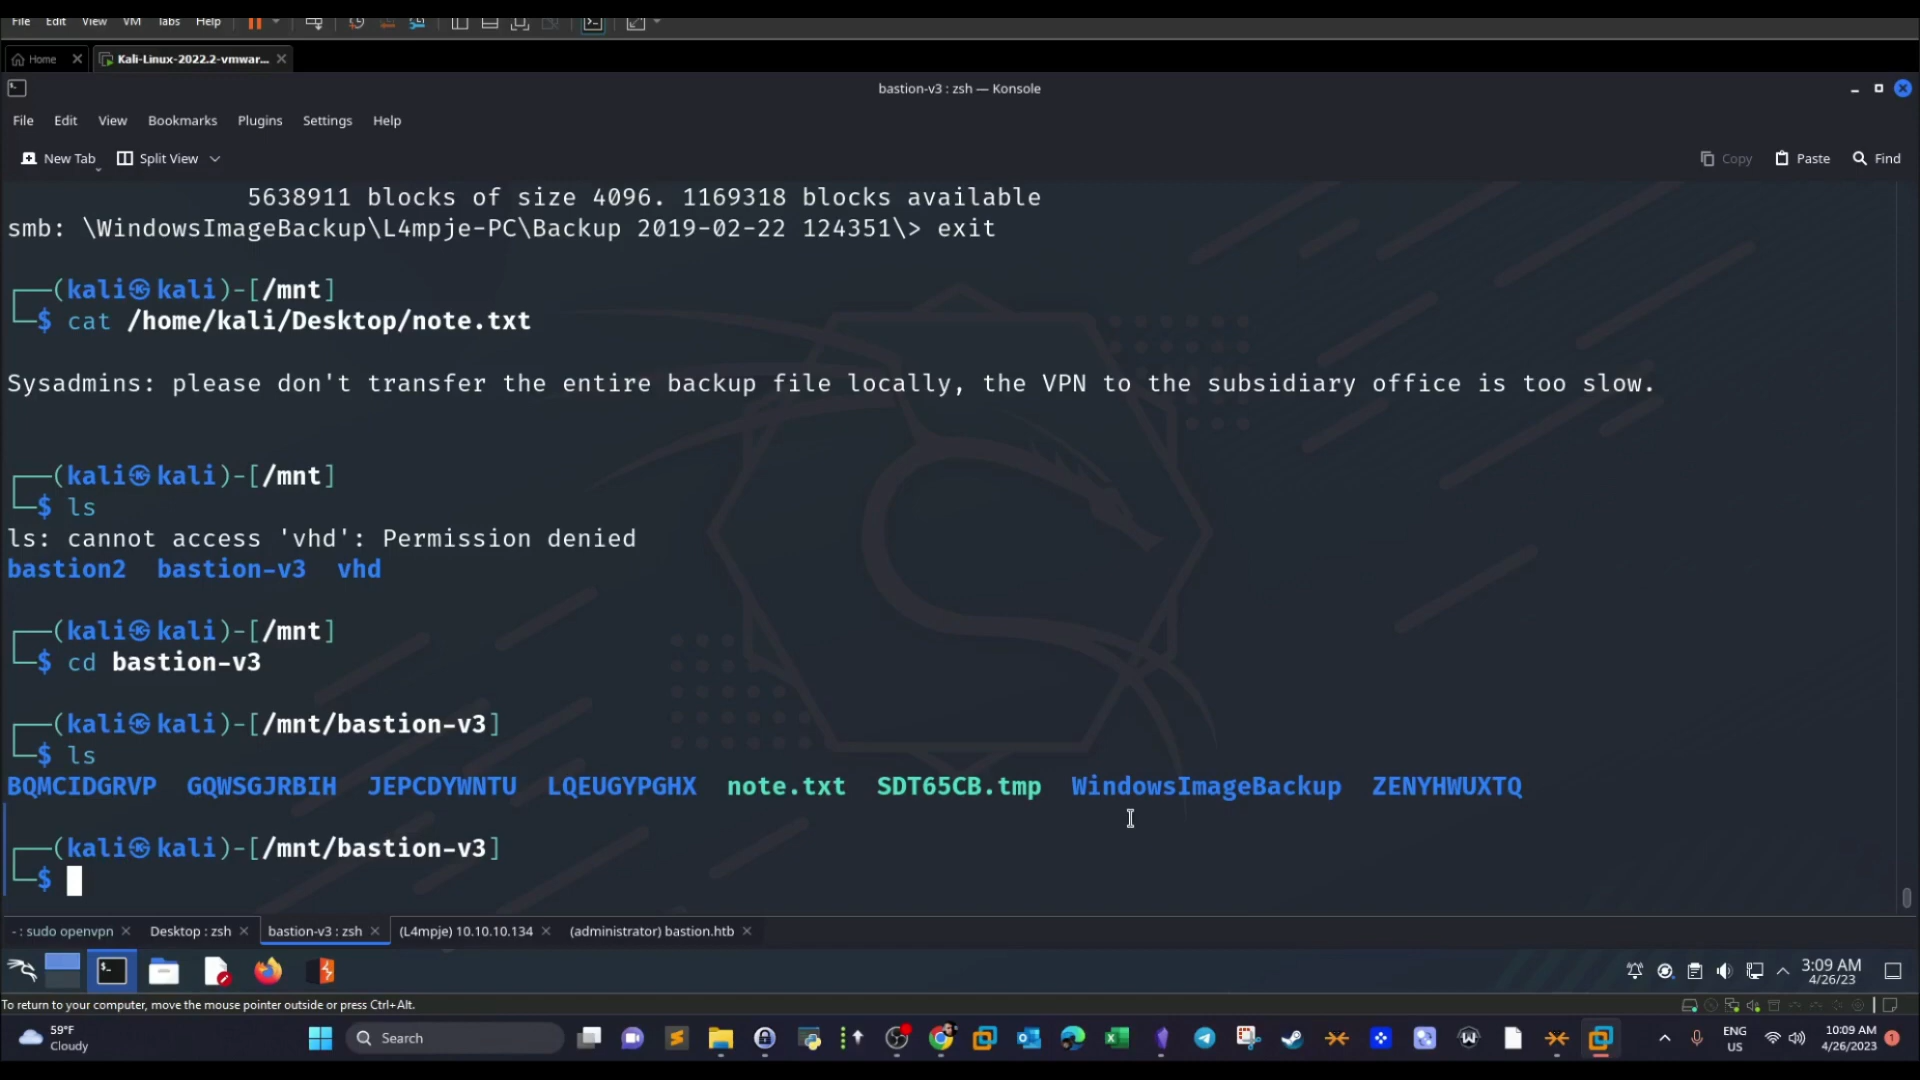 File Edit View VM Tabs Help
Home Kali-Linux-2022.2-vmwar...
bastion-v3 : zsh — Konsole
File Edit View Bookmarks Plugins Settings Help
New Tab Split View Copy Paste Find
5638911 blocks of size 4096. 1169318 blocks available
smb: \WindowsImageBackup\L4mpje-PC\Backup 2019-02-22 124351\> exit
┌──(kali㉿kali)-[/mnt]
└─$ cat /home/kali/Desktop/note.txt
Sysadmins: please don't transfer the entire backup file locally, the VPN to the subsidiary office is too slow.
┌──(kali㉿kali)-[/mnt]
└─$ ls
ls: cannot access 'vhd': Permission denied
bastion2 bastion-v3 vhd
┌──(kali㉿kali)-[/mnt]
└─$ cd bastion-v3
┌──(kali㉿kali)-[/mnt/bastion-v3]
└─$ ls
BQMCIDGRVP GQWSGJRBIH JEPCDYWNTU LQEUGYPGHX note.txt SDT65CB.tmp WindowsImageBackup ZENYHWUXTQ
┌──(kali㉿kali)-[/mnt/bastion-v3]
└─$
- : sudo openvpn Desktop : zsh bastion-v3 : zsh (L4mpje) 10.10.10.134 (administrator) bastion.htb
3:09 AM
4/26/23
To return to your computer, move the mouse pointer outside or press Ctrl+Alt.
59°F
Cloudy
Search
ENG
US
10:09 AM
4/26/2023
1